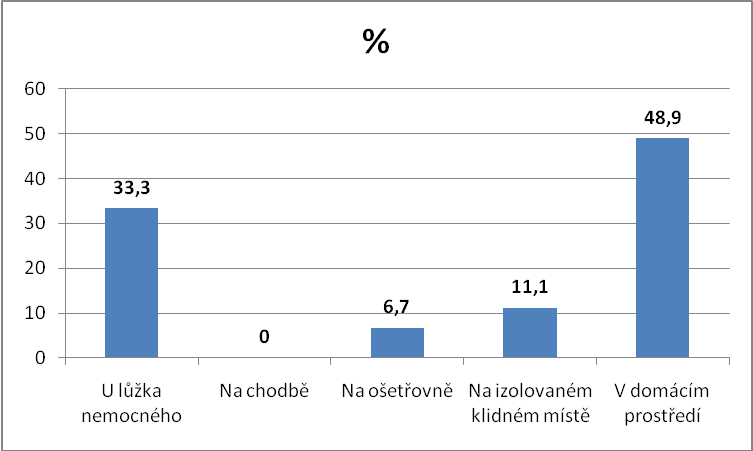 %
60
50
40
30
20
10
0
33,3
0
6,7
11,1
48,9
U lůžka
nemocného
Na chodbě
Na ošetřovně
Na izolovaném
klidném místě
V domácím
prostředí